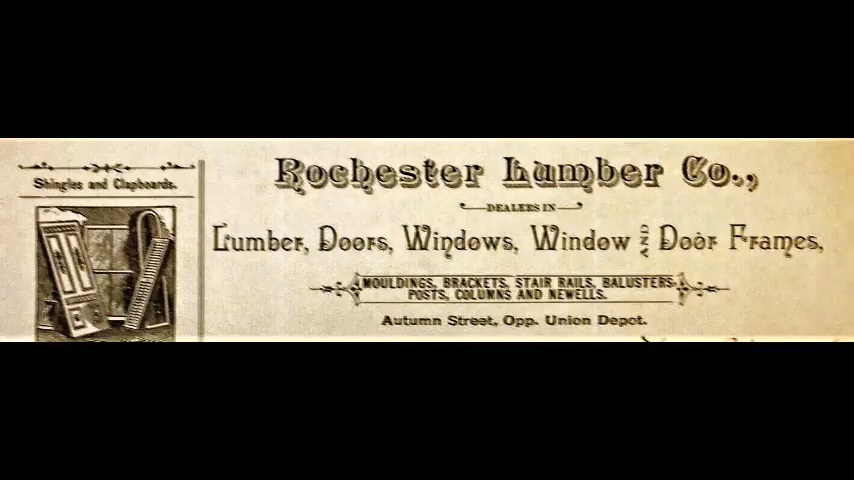 Shingles and Clapboards.
Rochester Lumber Co.,
DEALERS IN
Lumber, Doors, Windows, Window AND Door Frames,
MOULDINGS, BRACKETS, STAIR RAILS, BALUSTERS
POSTS, COLUMNS AND NEWELLS.
Autumn Street, Opp. Union Depot.